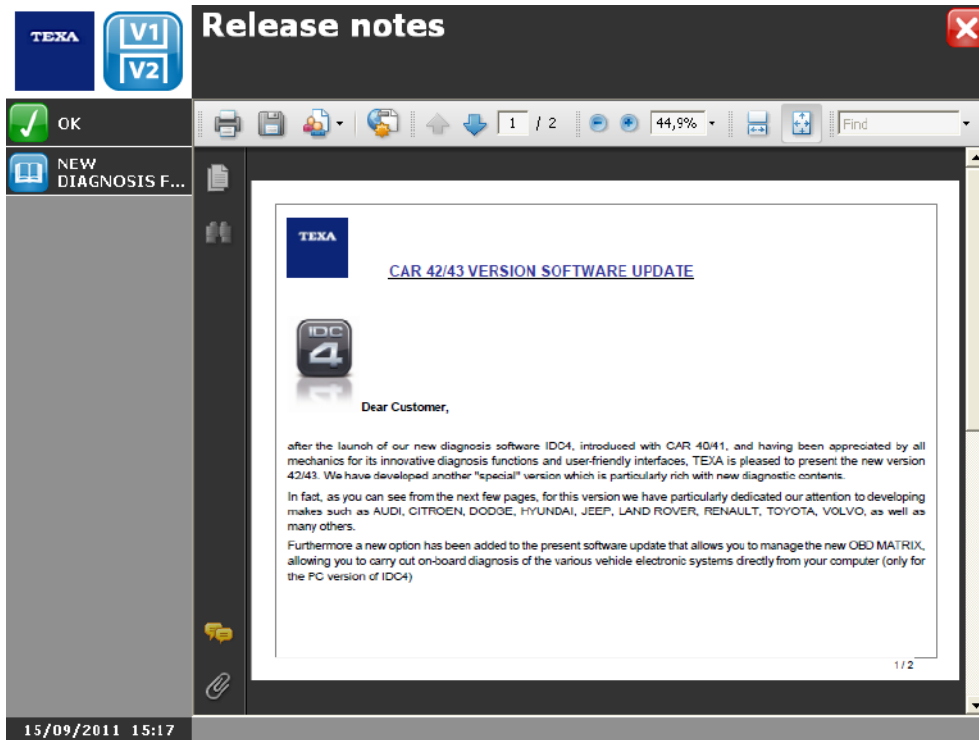 TEXA
V1
V2
Release notes
OK
NEW
DIAGNOSIS F...
1 / 2
44,9%
Find
TEXA
CAR 42/43 VERSION SOFTWARE UPDATE
IDC
4
Dear Customer,
after the launch of our new diagnosis software IDC4, introduced with CAR 40/41, and having been appreciated by all
mechanics for its innovative diagnosis functions and user-friendly interfaces, TEXA is pleased to present the new version
42/43. We have developed another "special" version which is particularly rich with new diagnostic contents.
In fact, as you can see from the next few pages, for this version we have particularly dedicated our attention to developing
makes such as AUDI, CITROEN, DODGE, HYUNDAI, JEEP, LAND ROVER, RENAULT, TOYOTA, VOLVO, as well as
many others.
Furthermore a new option has been added to the present software update that allows you to manage the new OBD MATRIX,
allowing you to carry out on-board diagnosis of the various vehicle electronic systems directly from your computer (only for
the PC version of IDC4)
1 / 2
15/09/2011 15:17